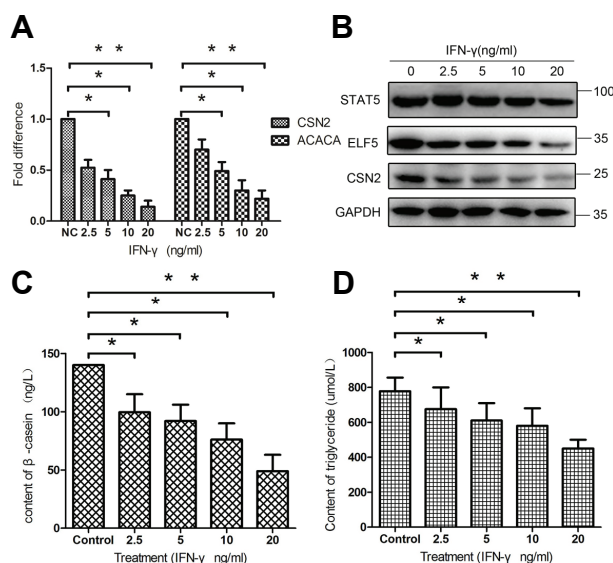 A
* *
*
*
*
* *
*
*
1.5
1.0
0.5
0.0
Fold difference
NC 2.5 5 10 20 NC 2.5 5 10 20
IFN-γ (ng/ml)
CSN2
ACACA
B
IFN-γ(ng/ml)
0 2.5 5 10 20
STAT5
100
ELF5
35
CSN2
25
GAPDH
35
C
* *
*
*
*
150
100
50
0
content of β -casein (ng/L)
Control 2.5 5 10 20
Treatment (IFN-γ ng/ml)
D
* *
*
*
*
1000
800
600
400
200
0
Content of triglyceride (umol/L)
Control 2.5 5 10 20
Treatment (IFN-γ ng/ml)